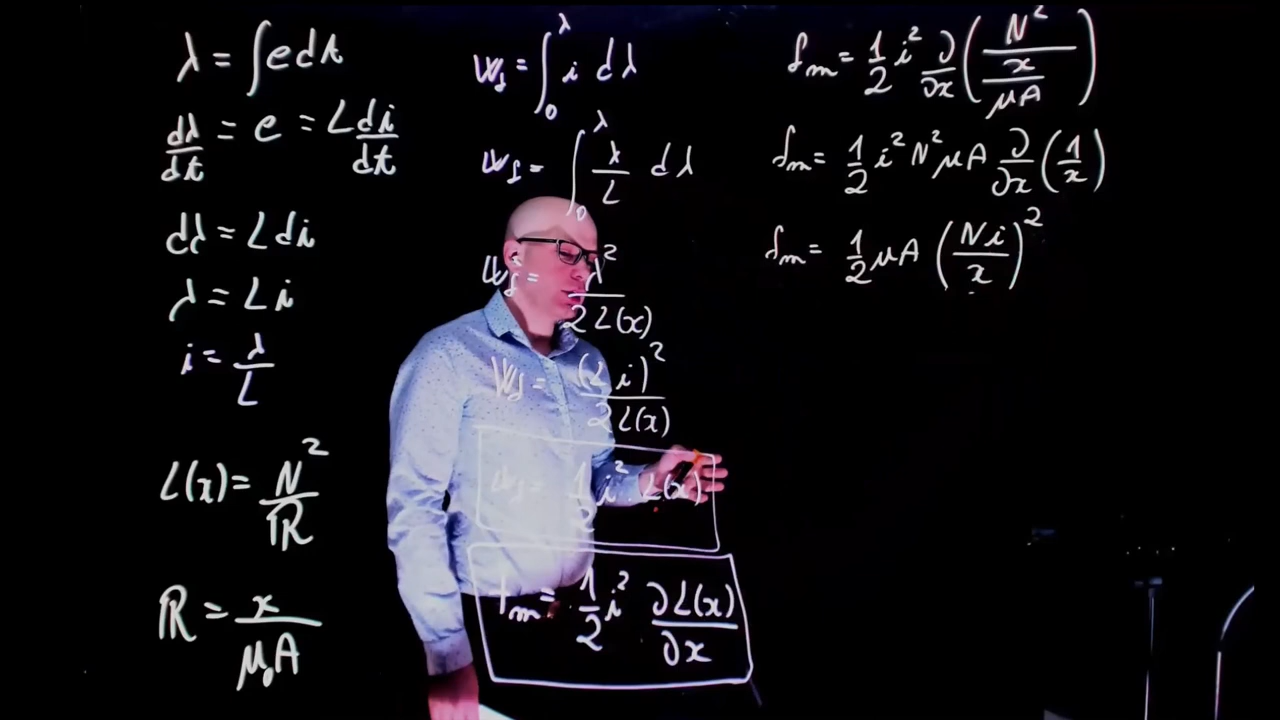 λ = ∫ e dt
dλ/dt = e = L di/dt
dλ = L di
λ = L i
i = λ/L
L(x) = N²/ℝ
ℝ = x/(μ₀A)
W_f = ∫₀^λ i dλ
W_f = ∫₀^λ λ/L dλ
W_f = λ²/(2L(x))
W_f = (L i)²/(2L(x))
W_f = 1/2 i² · L(x)
f_m = 1/2 i² ∂L(x)/∂x
f_m = 1/2 i² ∂/∂x (N²/(x/(μA)))
f_m = 1/2 i² N² μA ∂/∂x (1/x)
f_m = 1/2 μA (N i/x)²